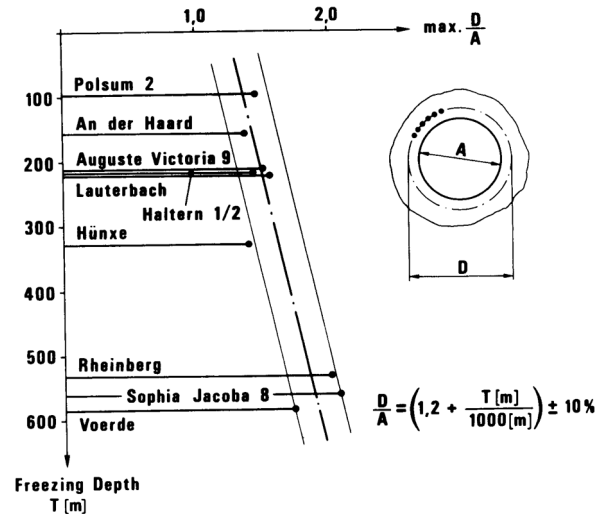 1,0
2,0
max. D/A
Polsum 2
100
An der Haard
Auguste Victoria 9
200
Lauterbach
Haltern 1/2
Hünxe
300
400
500
Rheinberg
Sophia Jacoba 8
600
Voerde
Freezing Depth
T [m]
A
D
D/A = (1,2 + T[m]/1000[m]) ± 10%